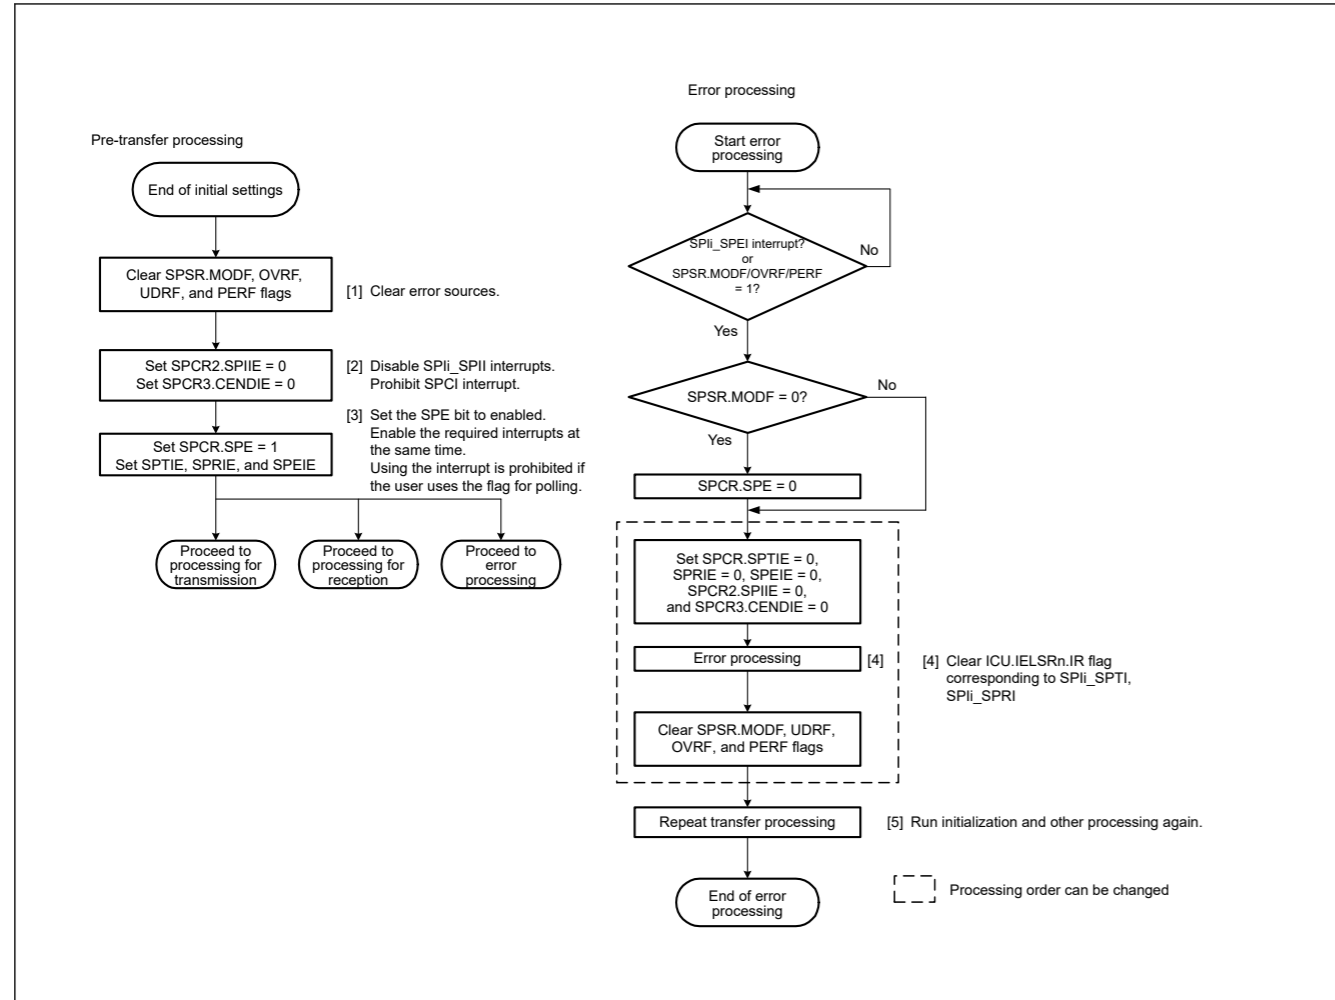 Pre-transfer processing
End of initial settings
Clear SPSR.MODF, OVRF,
UDRF, and PERF flags
[1] Clear error sources.
Set SPCR2.SPIIE = 0
Set SPCR3.CENDIE = 0
[2] Disable SPIi_SPII interrupts.
Prohibit SPCI interrupt.
Set SPCR.SPE = 1
Set SPTIE, SPRIE, and SPEIE
[3] Set the SPE bit to enabled.
Enable the required interrupts at
the same time.
Using the interrupt is prohibited if
the user uses the flag for polling.
Proceed to
processing for
transmission
Proceed to
processing for
reception
Proceed to
error
processing
Error processing
Start error
processing
SPIi_SPEI interrupt?
or
SPSR.MODF/OVRF/PERF
= 1?
No
Yes
SPSR.MODF = 0?
No
Yes
SPCR.SPE = 0
Set SPCR.SPTIE = 0,
SPRIE = 0, SPEIE = 0,
SPCR2.SPIIE = 0,
and SPCR3.CENDIE = 0
Error processing
[4]
[4] Clear ICU.IELSRn.IR flag
corresponding to SPIi_SPTI,
SPIi_SPRI
Clear SPSR.MODF, UDRF,
OVRF, and PERF flags
Repeat transfer processing
[5] Run initialization and other processing again.
End of error
processing
Processing order can be changed